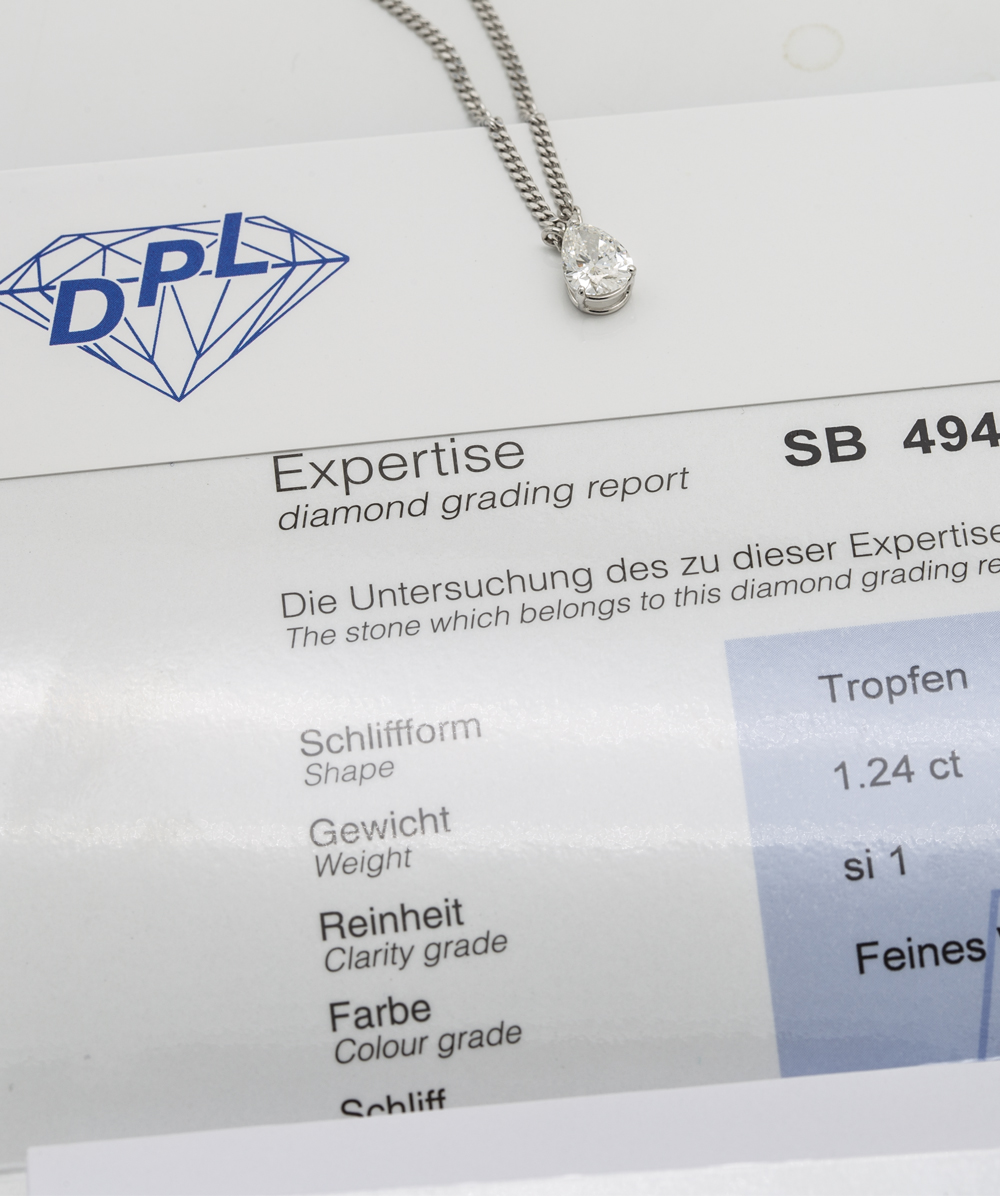 DPL
Expertise
SB 494
diamond grading report
Die Untersuchung des zu dieser Expertise
The stone which belongs to this diamond grading re
Schliffform
Shape
Tropfen
Gewicht
Weight
1.24 ct
Reinheit
Clarity grade
si 1
Farbe
Colour grade
Feines
Schliff